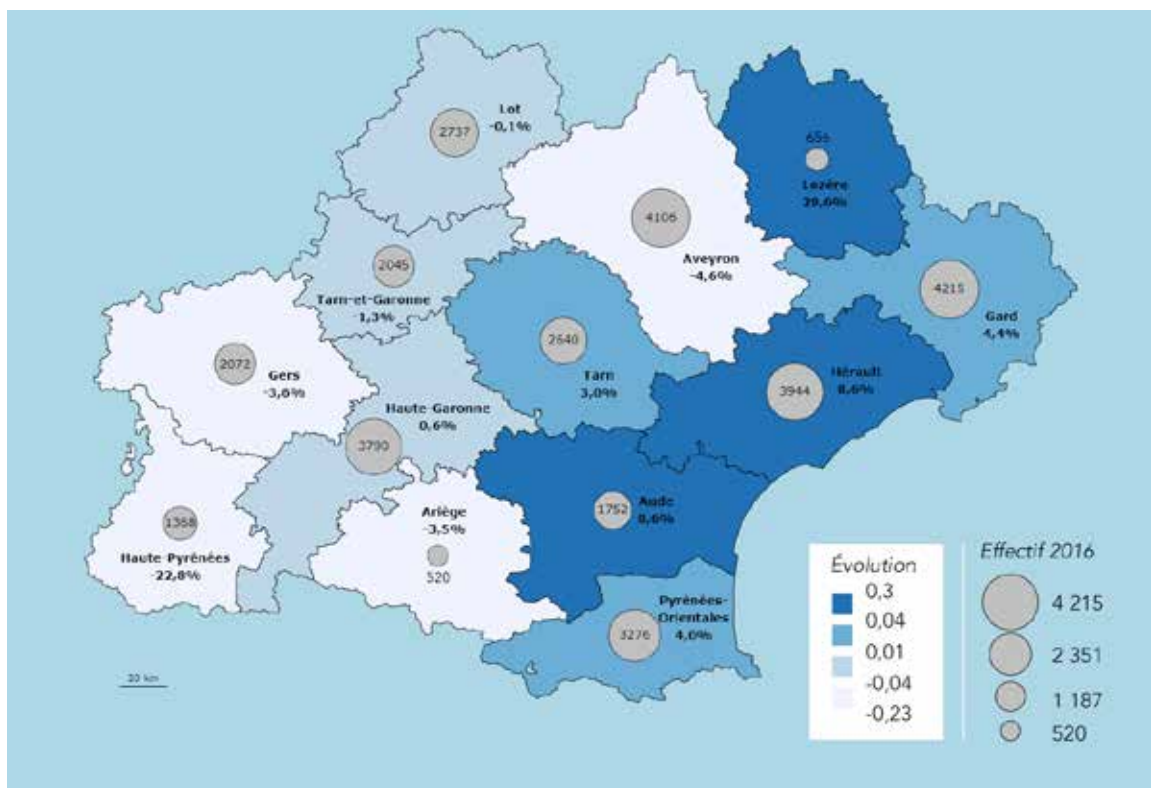 2737
Lot
-0,1%
656
Lozère
29,0%
4106
Aveyron
-4,6%
2045
Tarn-et-Garonne
-1,3%
4215
Gard
4,4%
2072
Gers
-3,6%
2640
Tarn
3,0%
3944
Hérault
8,6%
Haute-Garonne
0,6%
3790
1368
Haute-Pyrénées
-22,8%
Ariège
-3,5%
520
1752
Aude
8,6%
Pyrénées-
Orientales
4,0%
3276
20 km
Évolution
0,3
0,04
0,01
-0,04
-0,23
Effectif 2016
4 215
2 351
1 187
520